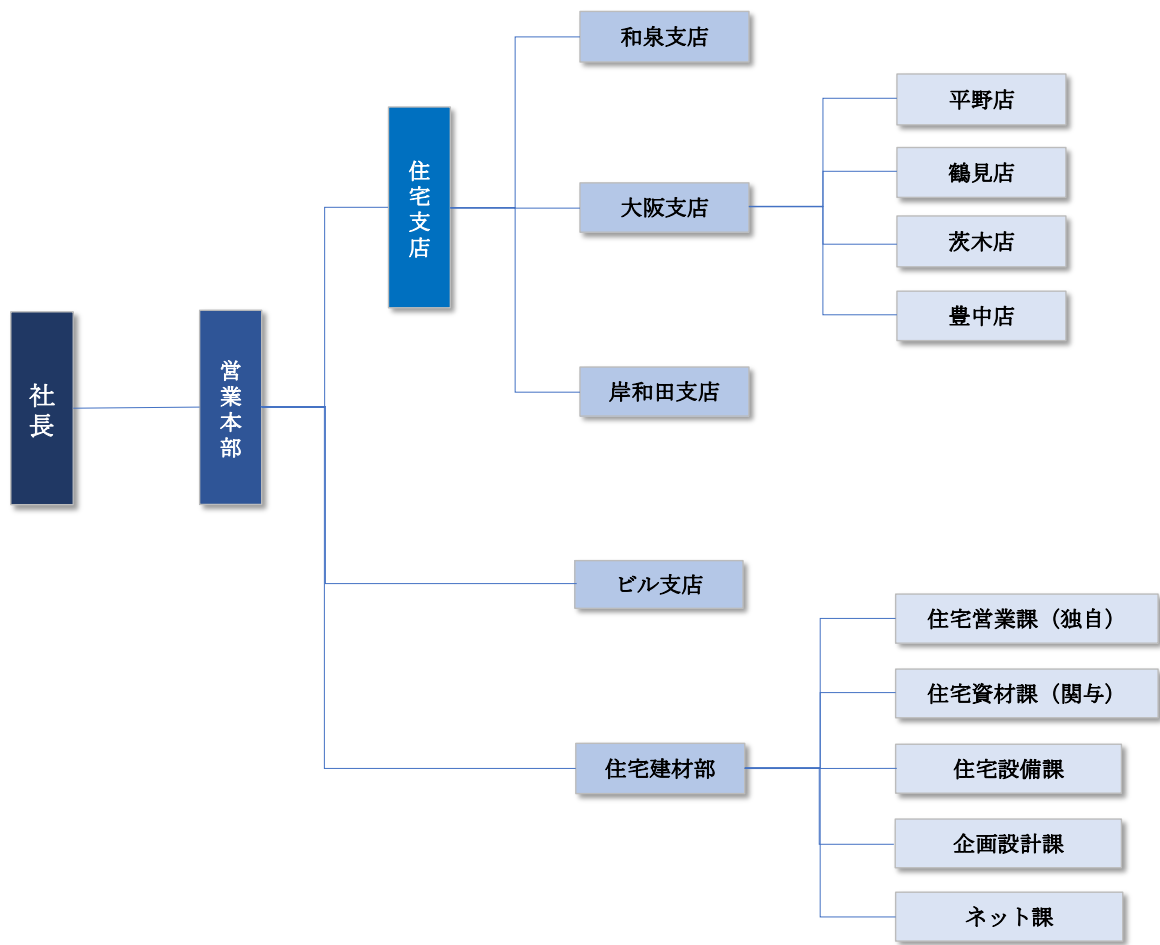 社長
営業本部
住宅支店
和泉支店
大阪支店
岸和田支店
平野店
鶴見店
茨木店
豊中店
ビル支店
住宅建材部
住宅営業課（独自）
住宅資材課（関与）
住宅設備課
企画設計課
ネット課